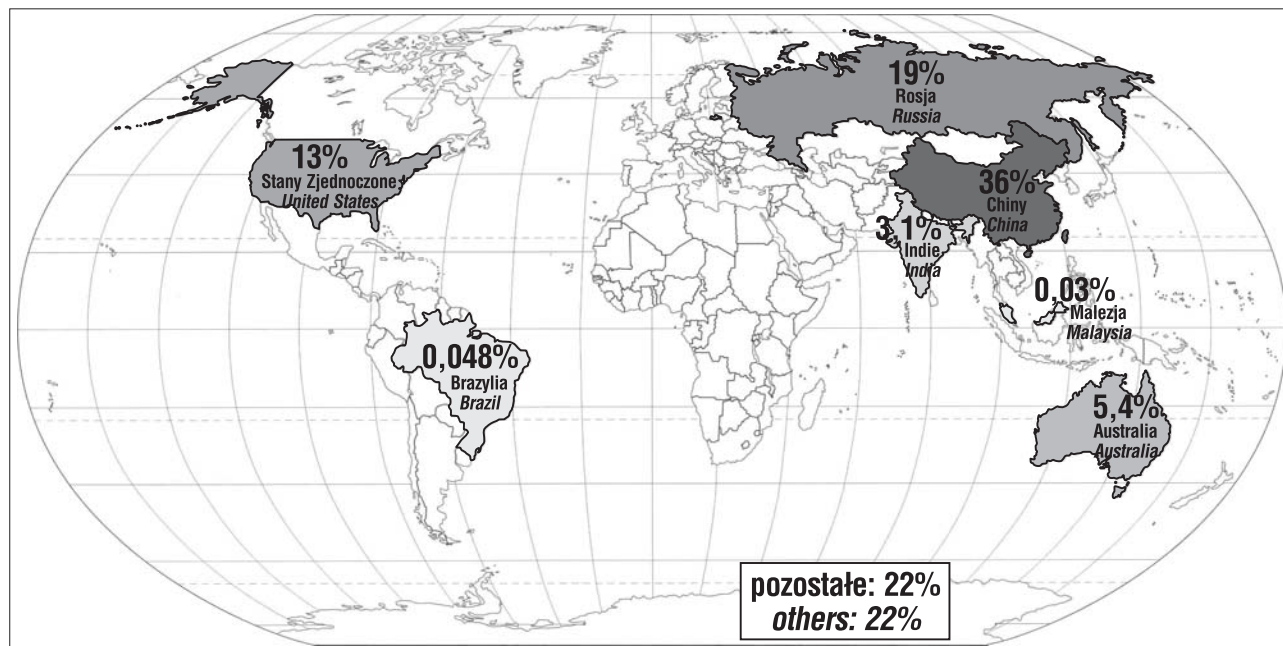 19%
Rosja
Russia
13%
Stany Zjednoczone
United States
36%
Chiny
China
3,1%
Indie
India
0,03%
Malezja
Malaysia
0,048%
Brazylia
Brazil
5,4%
Australia
Australia
pozostałe: 22%
others: 22%